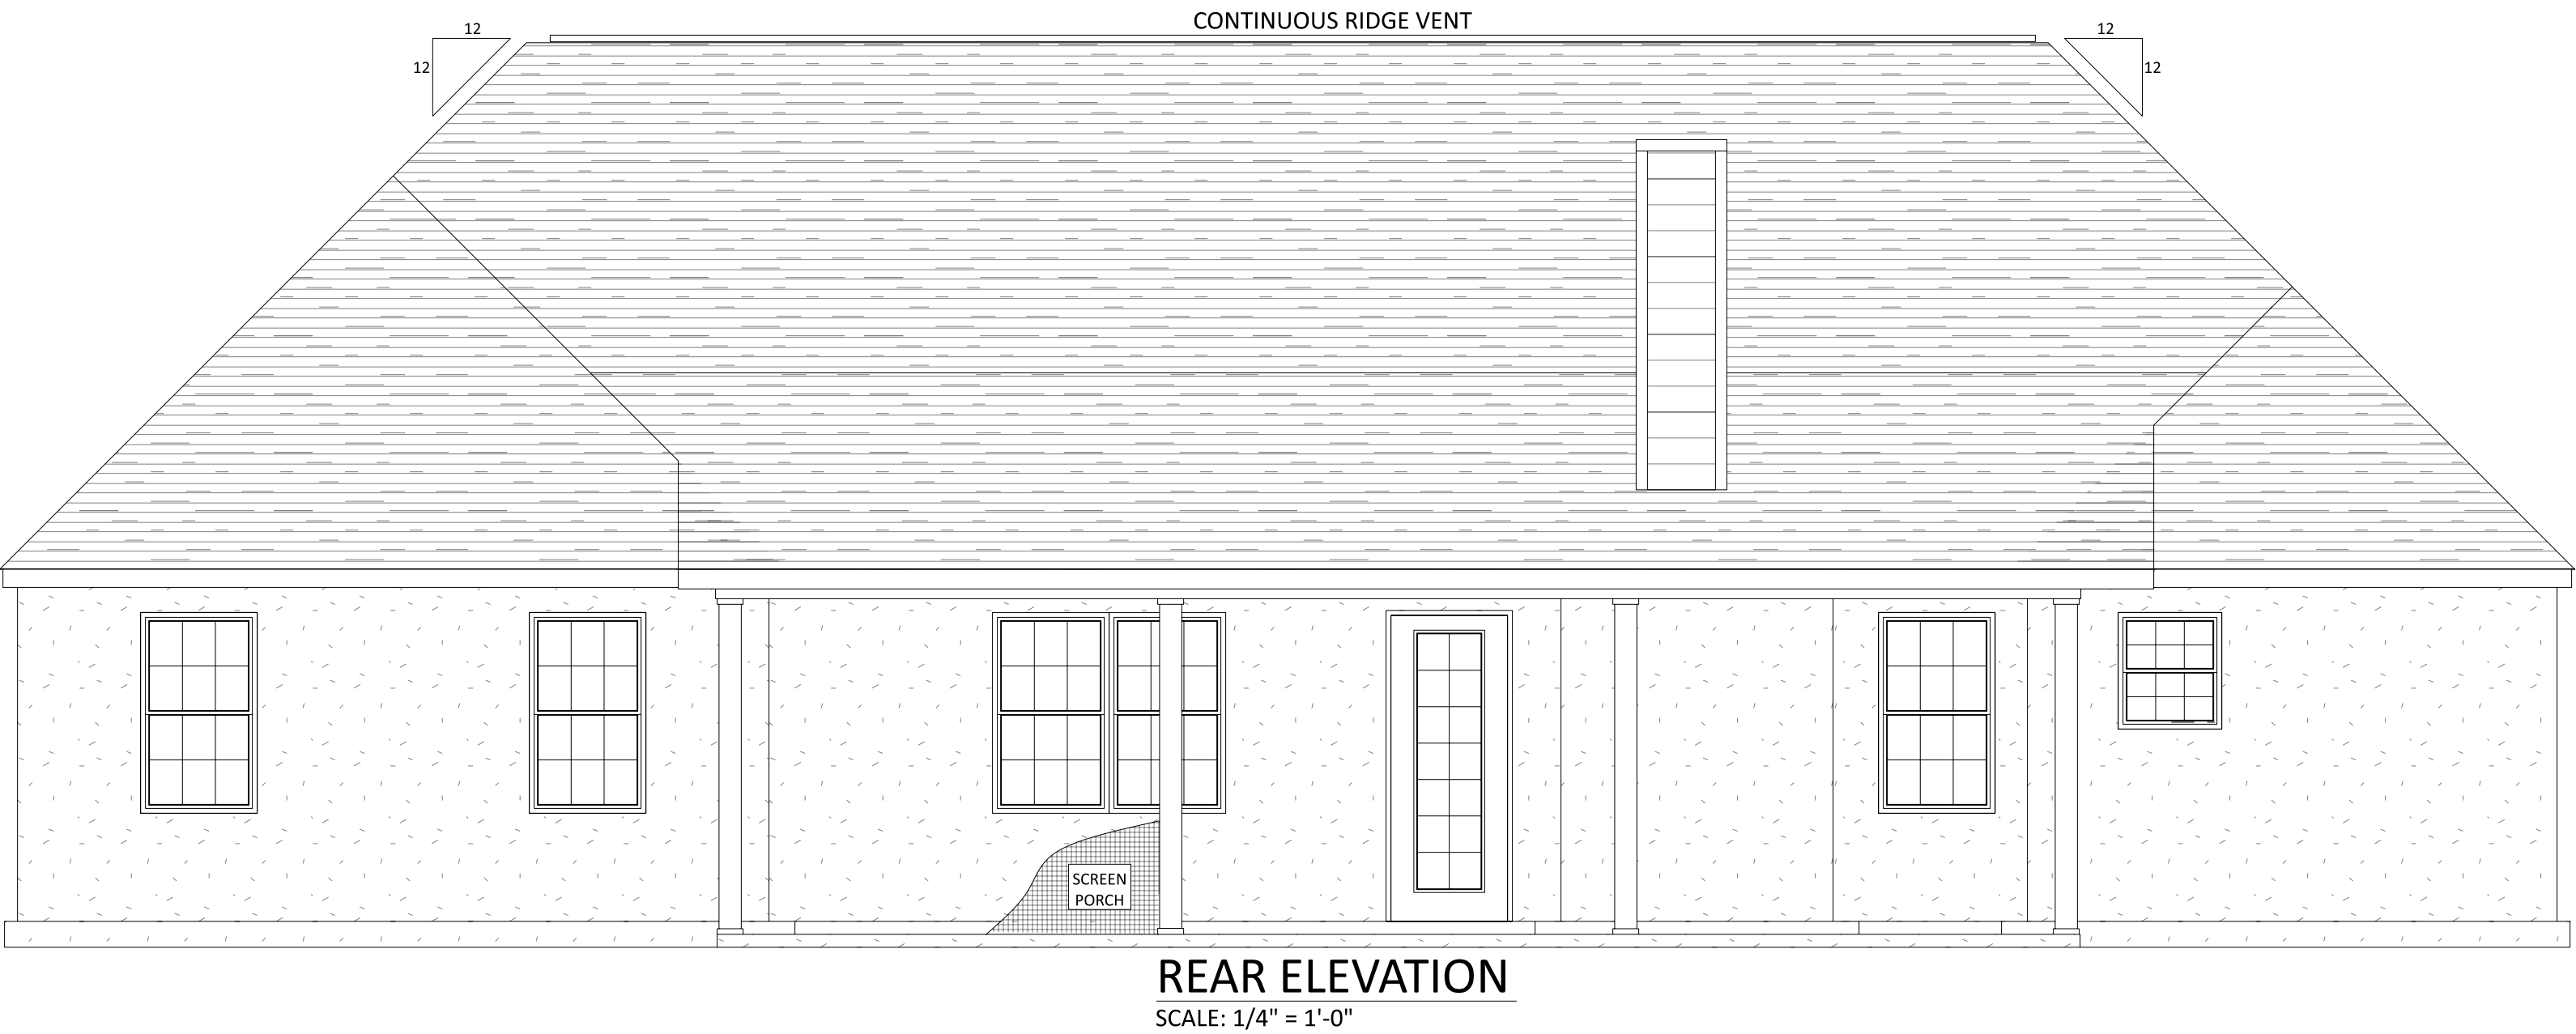 CONTINUOUS RIDGE VENT
12
12
12
12
SCREEN
PORCH
REAR ELEVATION
SCALE: 1/4" = 1'-0"